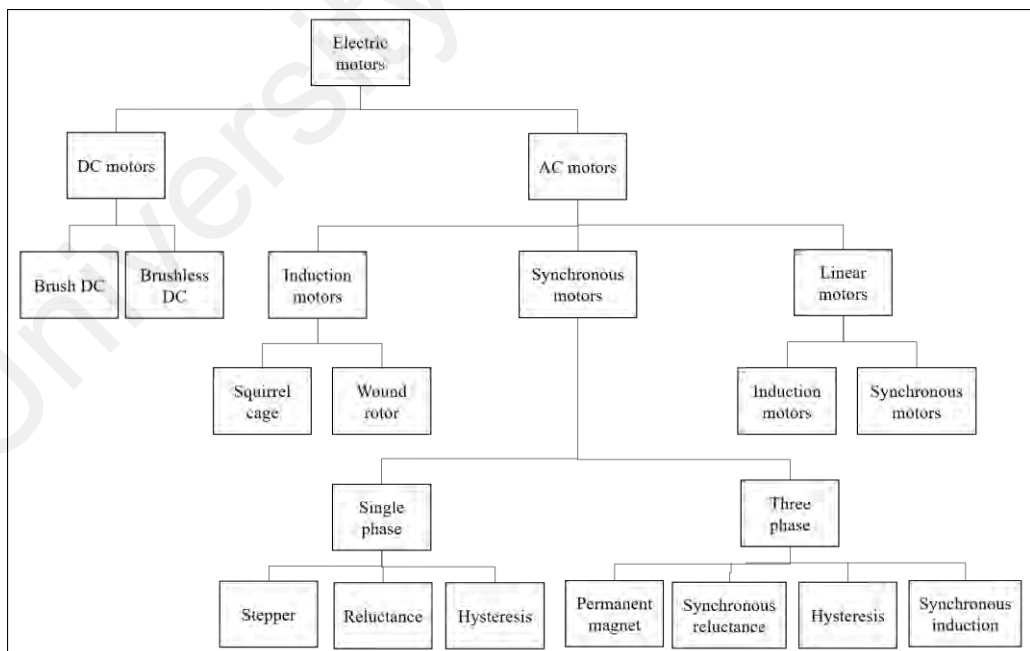 Electric
motors
DC motors
AC motors
Brush DC
Brushless
DC
Induction
motors
Synchronous
motors
Linear
motors
Squirrel
cage
Wound
rotor
Induction
motors
Synchronous
motors
Single
phase
Three
phase
Stepper
Reluctance
Hysteresis
Permanent
magnet
Synchronous
reluctance
Hysteresis
Synchronous
induction
University